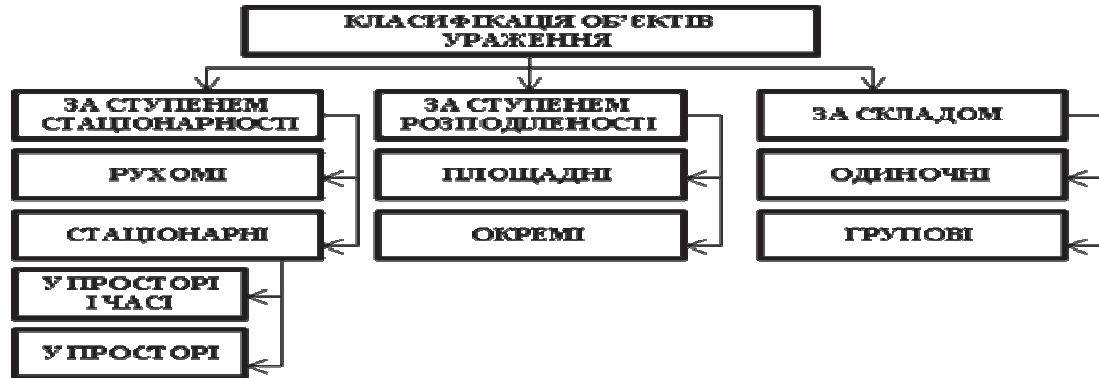 КЛАСИФІКАЦІЯ ОБ’ЄКТІВ
УРАЖЕННЯ
ЗА СТУПЕНЕМ
СТАЦІОНАРНОСТІ
РУХОМІ
СТАЦІОНАРНІ
У ПРОСТОРІ
І ЧАСІ
У ПРОСТОРІ
ЗА СТУПЕНЕМ
РОЗПОДІЛЕНОСТІ
ПЛОЩАДНІ
ОКРЕМІ
ЗА СКЛАДОМ
ОДИНОЧНІ
ГРУПОВІ